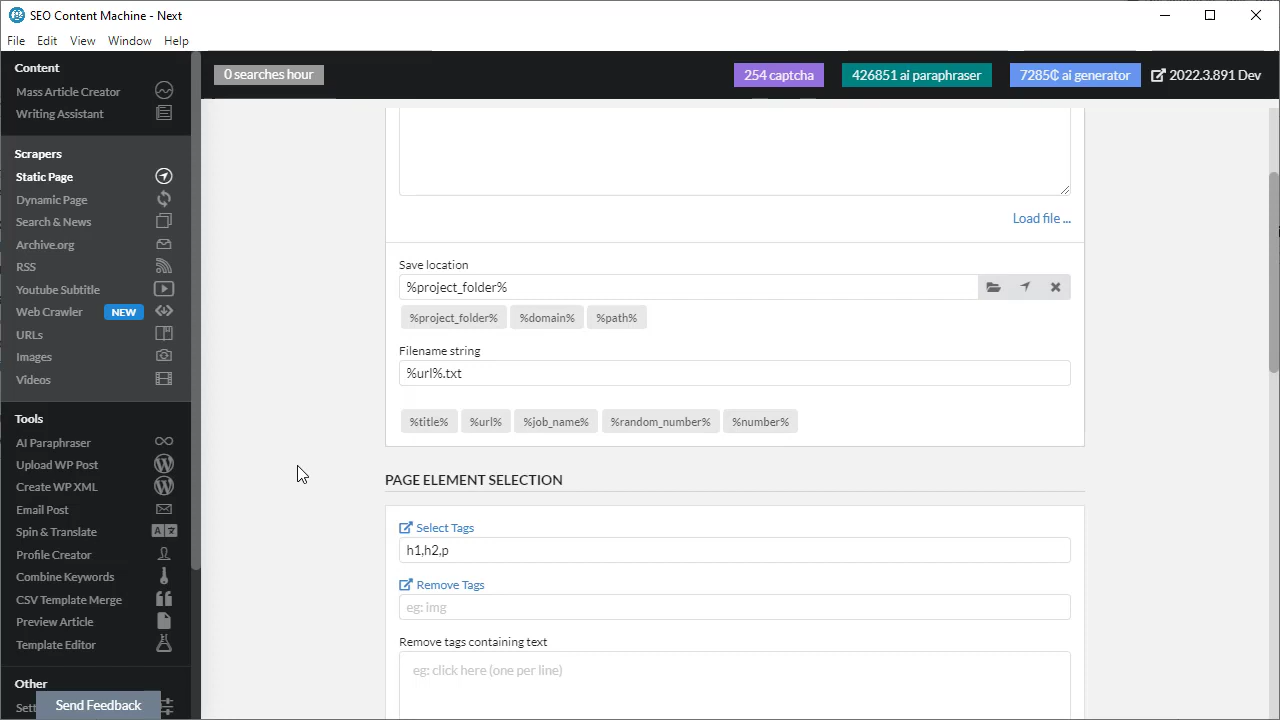 SEO Content Machine - Next
File Edit View Window Help
0 searches hour
254 captcha
426851 ai paraphraser
7285₵ ai generator
2022.3.891 Dev
Content
Mass Article Creator
Writing Assistant
Scrapers
Static Page
Dynamic Page
Search & News
Archive.org
RSS
Youtube Subtitle
Web Crawler NEW
URLs
Images
Videos
Tools
AI Paraphraser
Upload WP Post
Create WP XML
Email Post
Spin & Translate
Profile Creator
Combine Keywords
CSV Template Merge
Preview Article
Template Editor
Other
Send Feedback
Load file ...
Save location
%project_folder%
%project_folder% %domain% %path%
Filename string
%url%.txt
%title% %url% %job_name% %random_number% %number%
PAGE ELEMENT SELECTION
Select Tags
h1,h2,p
Remove Tags
eg: img
Remove tags containing text
eg: click here (one per line)